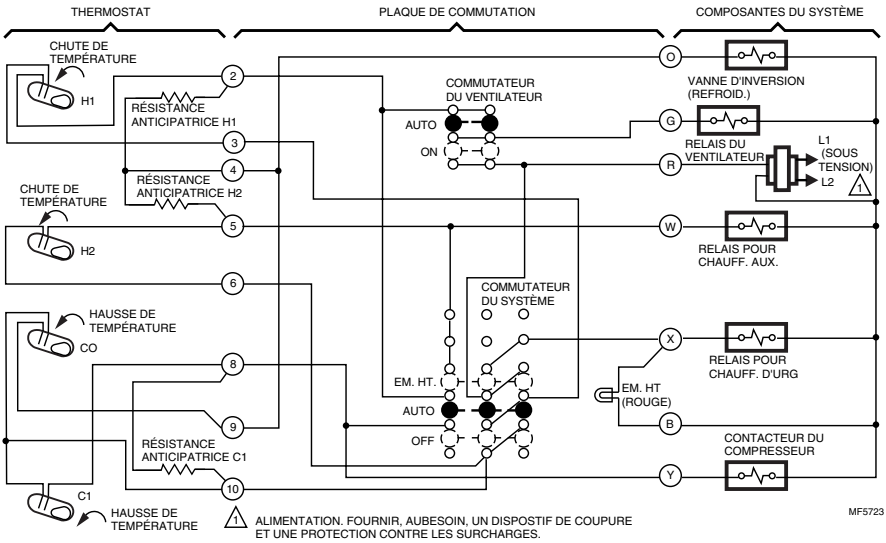 THERMOSTAT
PLAQUE DE COMMUTATION
COMPOSANTES DU SYSTÈME
CHUTE DE
TEMPÉRATURE
H1
RÉSISTANCE
ANTICIPATRICE H1
2
3
4
RÉSISTANCE
ANTICIPATRICE H2
CHUTE DE
TEMPÉRATURE
H2
5
6
HAUSSE DE
TEMPÉRATURE
CO
8
9
RÉSISTANCE
ANTICIPATRICE C1
10
C1
HAUSSE DE
TEMPÉRATURE
COMMUTATEUR
DU VENTILATEUR
AUTO
ON
COMMUTATEUR
DU SYSTÈME
EM. HT.
AUTO
OFF
O
VANNE D'INVERSION
(REFROID.)
G
RELAIS DU
VENTILATEUR
R
L1
(SOUS
TENSION)
L2
1
W
RELAIS POUR
CHAUFF. AUX.
X
RELAIS POUR
CHAUFF. D'URG
EM. HT
(ROUGE)
B
CONTACTEUR DU
COMPRESSEUR
Y
MF5723
1 ALIMENTATION. FOURNIR, AUBESOIN, UN DISPOSTIF DE COUPURE
ET UNE PROTECTION CONTRE LES SURCHARGES.